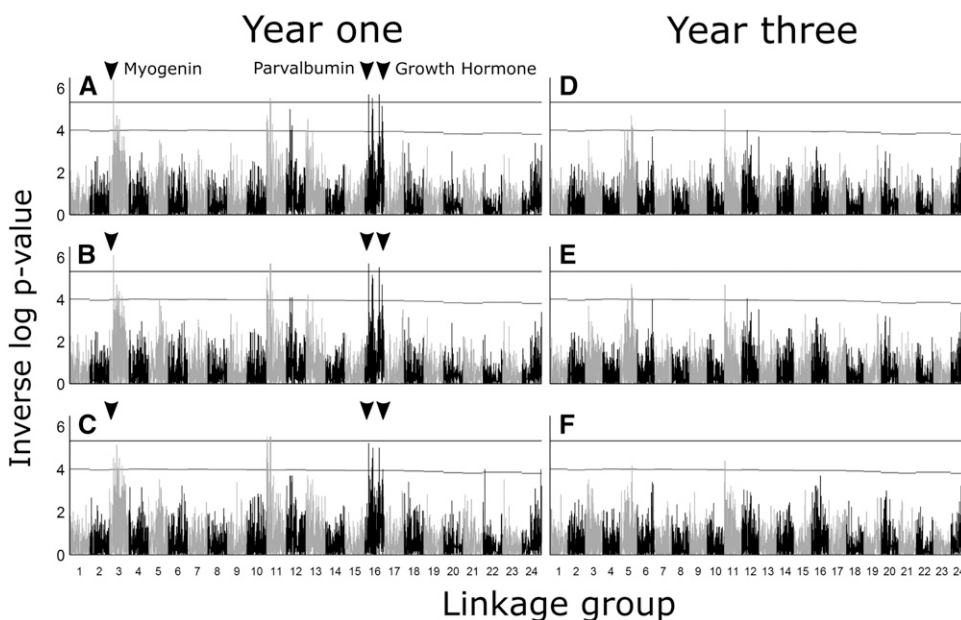 Year one
Year three
Myogenin
Parvalbumin
Growth Hormone
A
D
6
4
2
0
B
E
6
4
2
0
C
F
6
4
2
0
Inverse log p-value
1 2 3 4 5 6 7 8 9 10 11 12 13 14 15 16 17 18 19 20 21 22 23 24
1 2 3 4 5 6 7 8 9 10 11 12 13 14 15 16 17 18 19 20 21 22 23 24
Linkage group